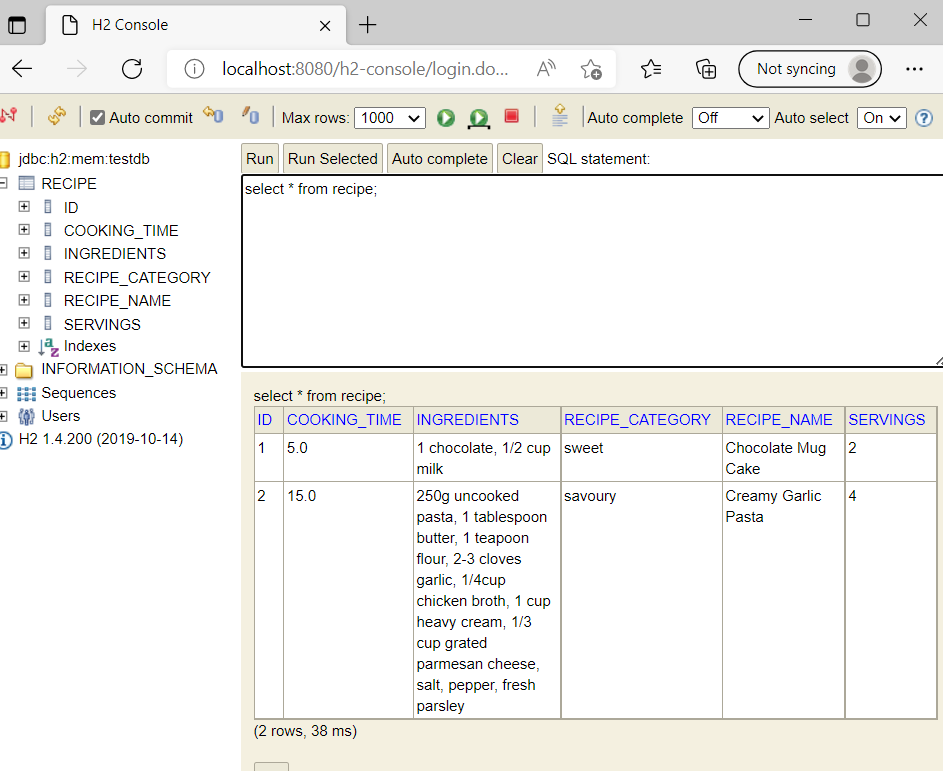 H2 Console
localhost:8080/h2-console/login.do...
Not syncing
Auto commit
Max rows: 1000
Auto complete Off
Auto select On
jdbc:h2:mem:testdb
RECIPE
ID
COOKING_TIME
INGREDIENTS
RECIPE_CATEGORY
RECIPE_NAME
SERVINGS
Indexes
INFORMATION_SCHEMA
Sequences
Users
H2 1.4.200 (2019-10-14)
Run Run Selected Auto complete Clear SQL statement:
select * from recipe;
select * from recipe;
ID COOKING_TIME INGREDIENTS RECIPE_CATEGORY RECIPE_NAME SERVINGS
1 5.0 1 chocolate, 1/2 cup sweet Chocolate Mug 2
milk Cake
2 15.0 250g uncooked savoury Creamy Garlic 4
pasta, 1 tablespoon Pasta
butter, 1 teapoon
flour, 2-3 cloves
garlic, 1/4cup
chicken broth, 1 cup
heavy cream, 1/3
cup grated
parmesan cheese,
salt, pepper, fresh
parsley
(2 rows, 38 ms)